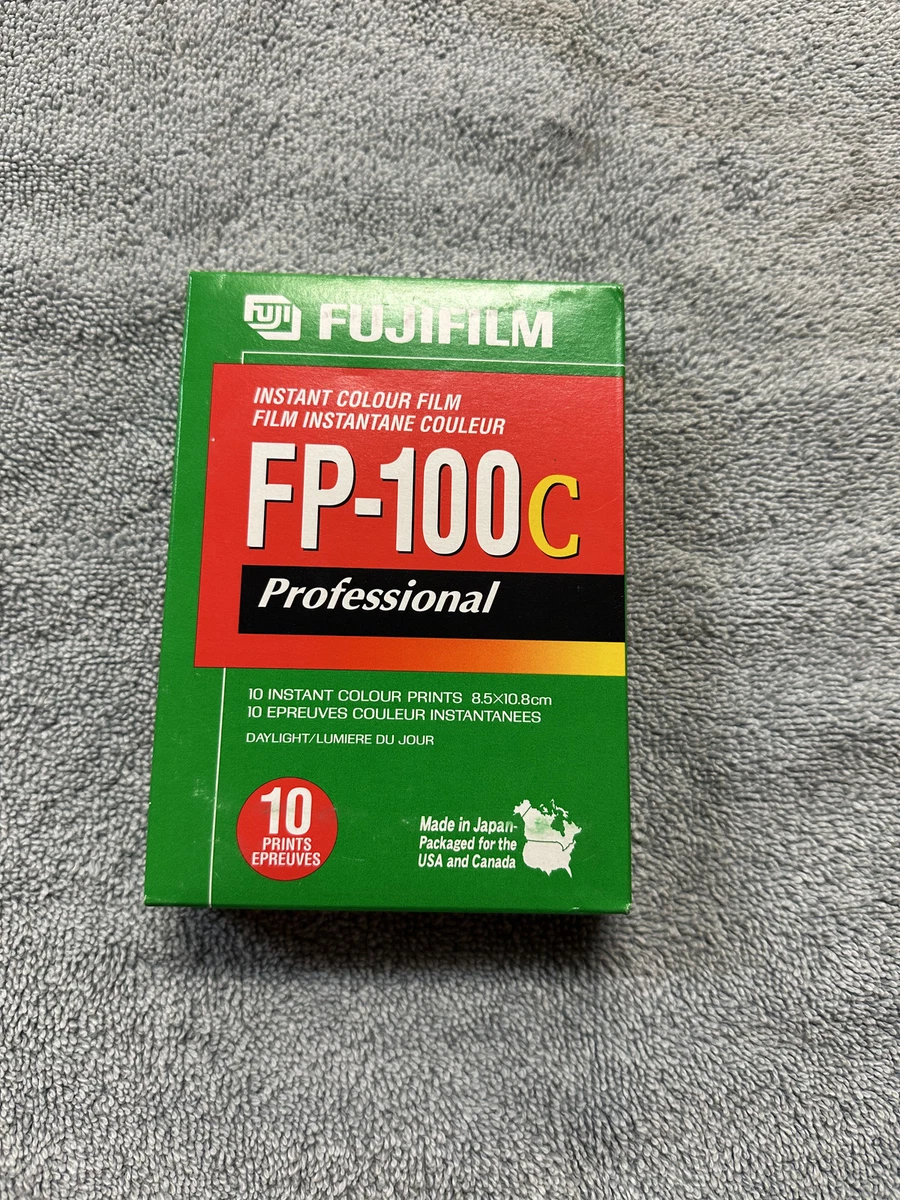 FUJI FUJIFILM
INSTANT COLOUR FILM
FILM INSTANTANE COULEUR
FP-100C
Professional
10 INSTANT COLOUR PRINTS 8.5×10.8cm
10 EPREUVES COULEUR INSTANTANEES
DAYLIGHT/LUMIERE DU JOUR
10
PRINTS
EPREUVES
Made in Japan-
Packaged for the
USA and Canada